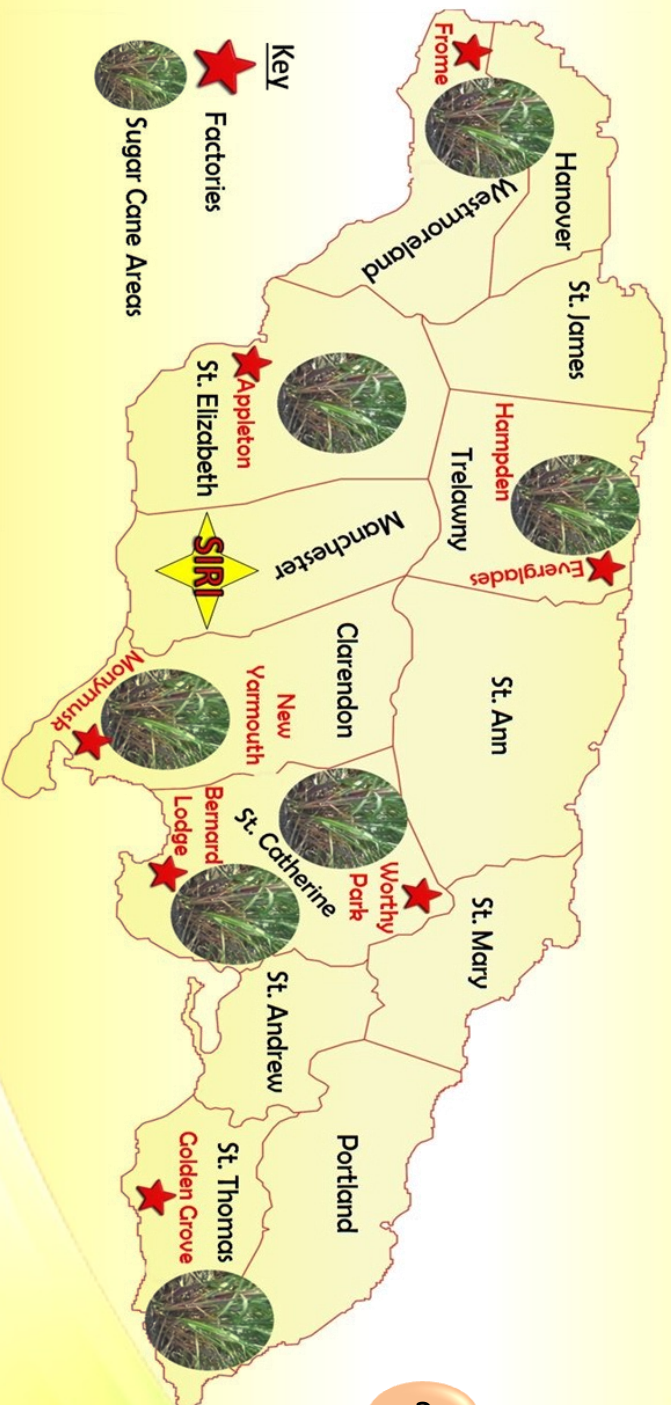 Hanover
St. James
Westmoreland
Frome
Hampden
Trelawny
Everglades
St. Ann
St. Mary
Appleton
St. Elizabeth
Manchester
SIRI
Clarendon
New
Yarmouth
Monymusk
Worthy
Park
St. Catherine
Bernard
Lodge
St. Andrew
Portland
St. Thomas
Golden Grove
Key
Factories
Sugar Cane Areas